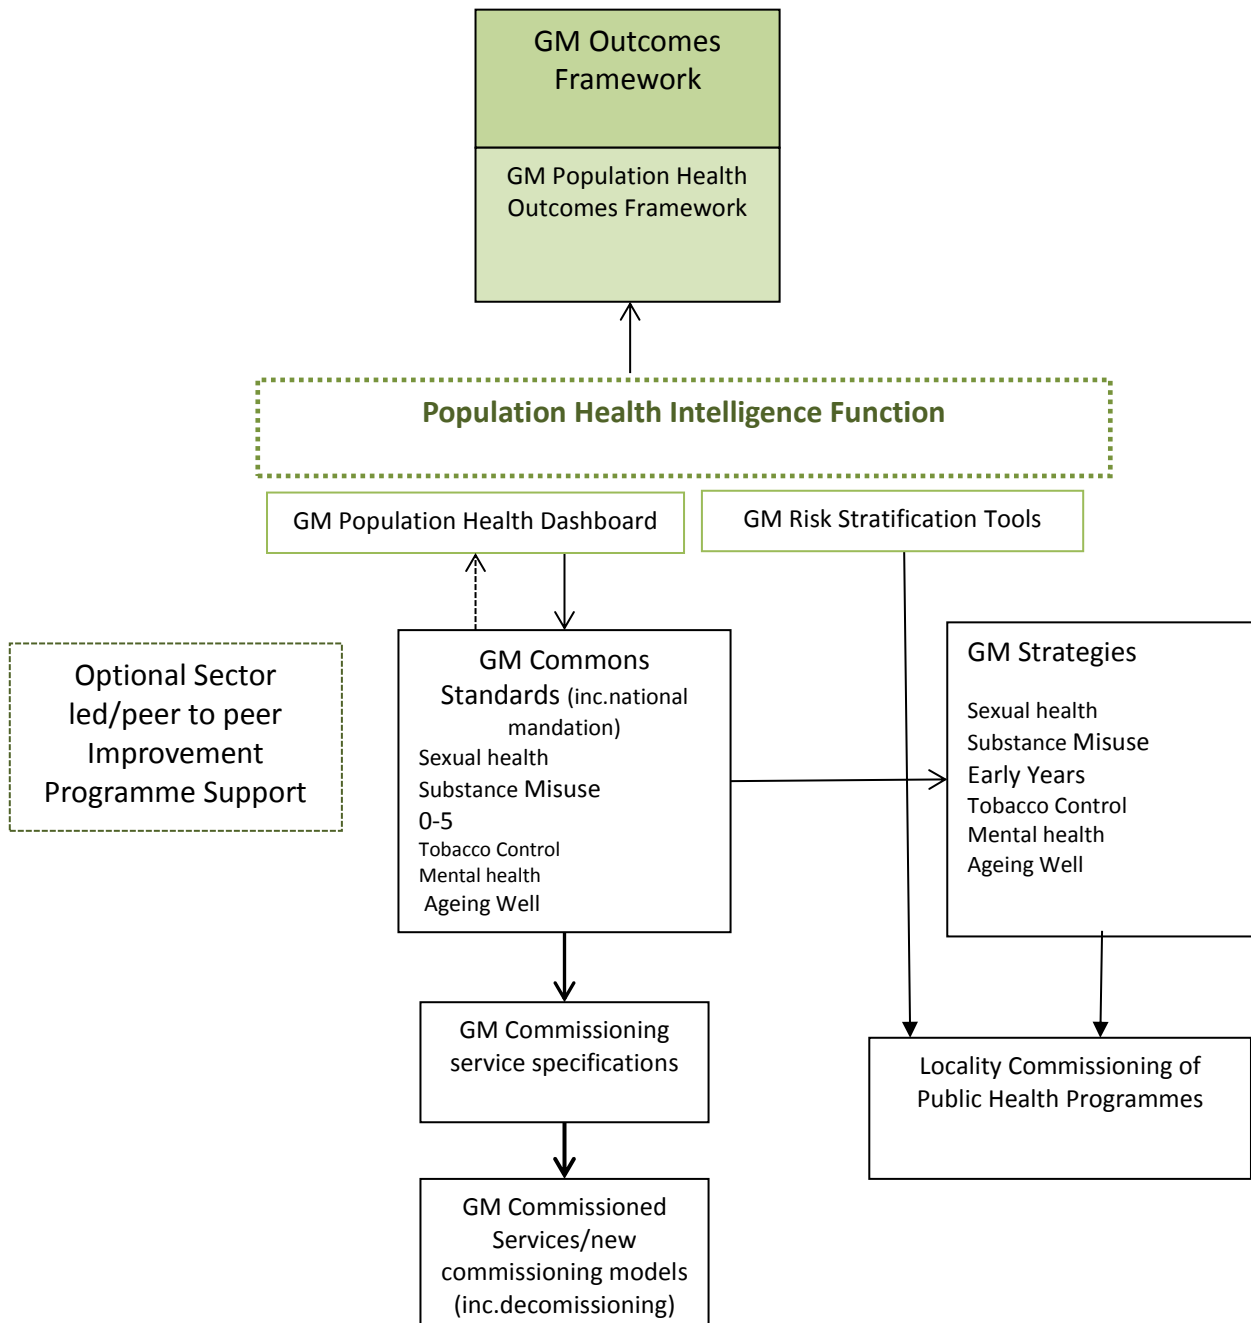 GM Outcomes
Framework
GM Population Health
Outcomes Framework
Population Health Intelligence Function
GM Population Health Dashboard
GM Risk Stratification Tools
Optional Sector
led/peer to peer
Improvement
Programme Support
GM Commons
Standards (inc.national
mandation)
Sexual health
Substance Misuse
0-5
Tobacco Control
Mental health
Ageing Well
GM Strategies
Sexual health
Substance Misuse
Early Years
Tobacco Control
Mental health
Ageing Well
GM Commissioning
service specifications
Locality Commissioning of
Public Health Programmes
GM Commissioned
Services/new
commissioning models
(inc.decomissioning)